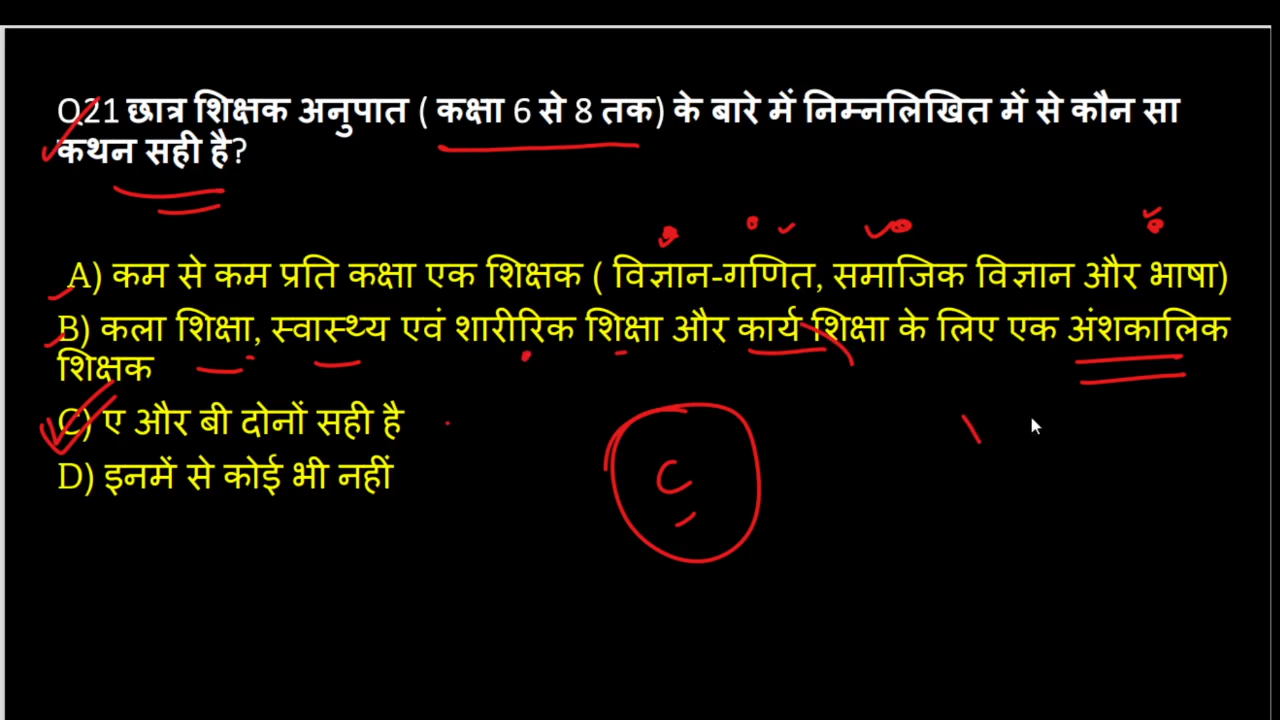 Q21 छात्र शिक्षक अनुपात ( कक्षा 6 से 8 तक) के बारे में निम्नलिखित में से कौन सा
कथन सही है?
A) कम से कम प्रति कक्षा एक शिक्षक ( विज्ञान-गणित, समाजिक विज्ञान और भाषा)
B) कला शिक्षा, स्वास्थ्य एवं शारीरिक शिक्षा और कार्य शिक्षा के लिए एक अंशकालिक
शिक्षक
C) ए और बी दोनों सही है
D) इनमें से कोई भी नहीं
C